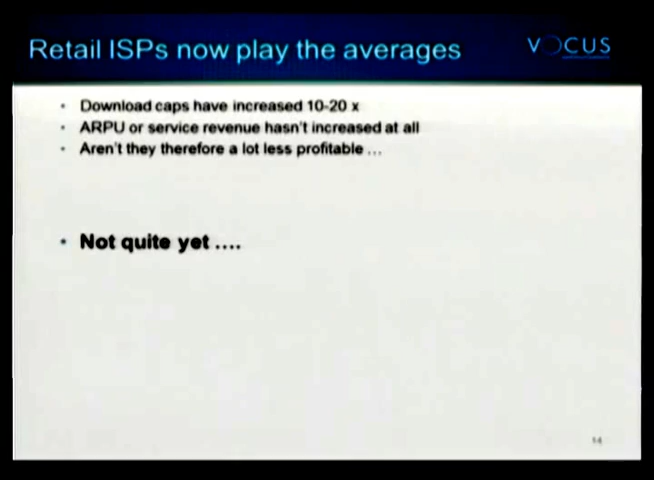 Retail ISPs now play the averages
VOCUS
• Download caps have increased 10-20 x
• ARPU or service revenue hasn't increased at all
• Aren't they therefore a lot less profitable ...
• Not quite yet ....
14